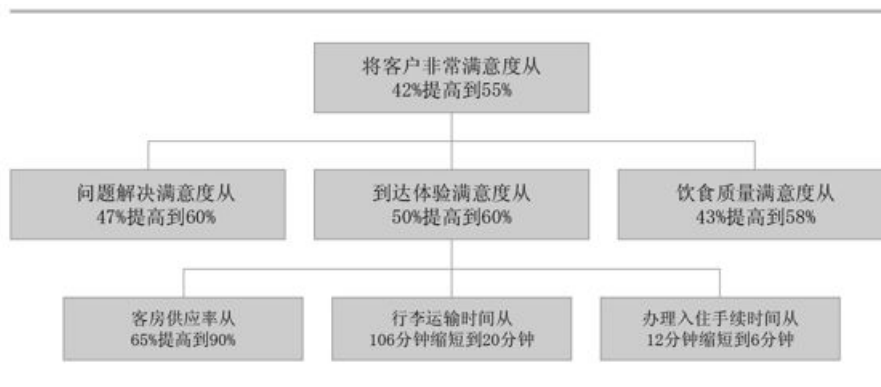 将客户非常满意度从
42%提高到55%
问题解决满意度从
47%提高到60%
到达体验满意度从
50%提高到60%
饮食质量满意度从
43%提高到58%
客房供应率从
65%提高到90%
行李运输时间从
106分钟缩短到20分钟
办理入住手续时间从
12分钟缩短到6分钟